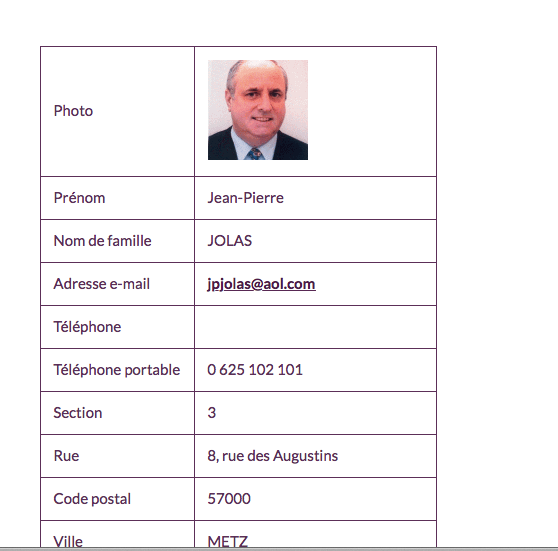 Photo
Prénom Jean-Pierre
Nom de famille JOLAS
Adresse e-mail jpjolas@aol.com
Téléphone
Téléphone portable 0 625 102 101
Section 3
Rue 8, rue des Augustins
Code postal 57000
Ville METZ